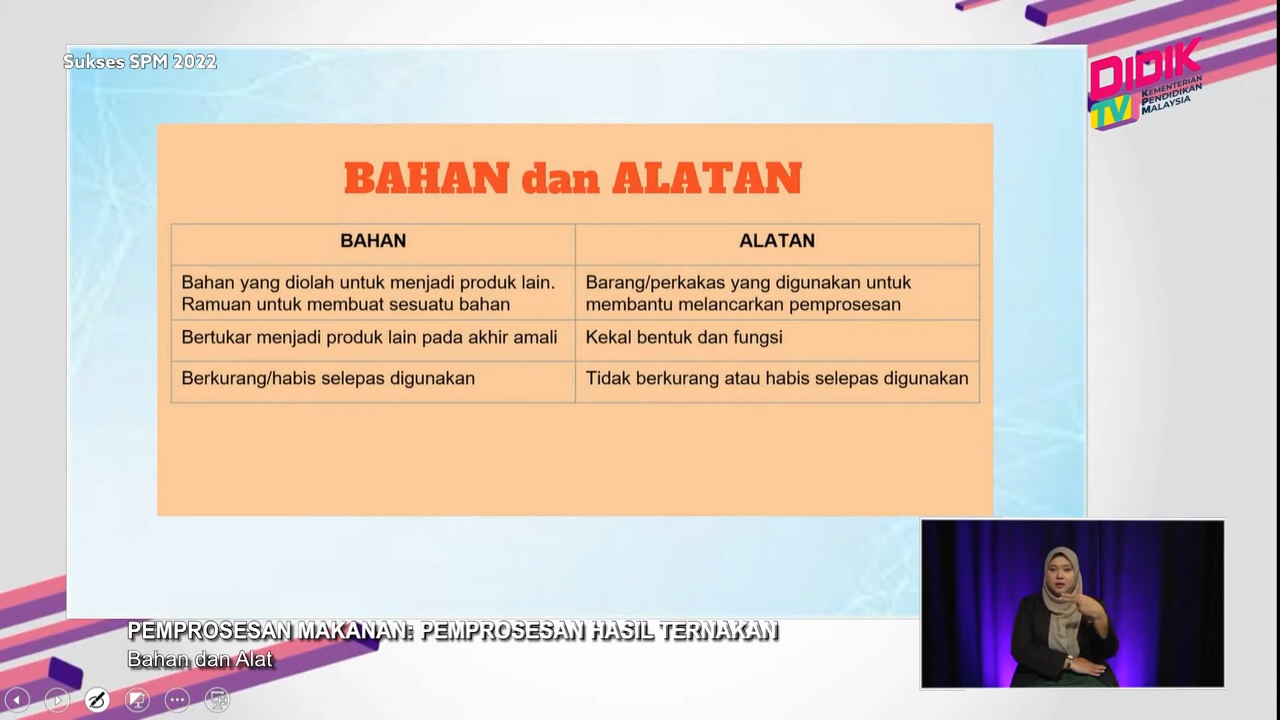 Sukses SPM 2022
DIDIK
TV
KEMENTERIAN
PENDIDIKAN
MALAYSIA
BAHAN dan ALATAN
BAHAN
ALATAN
Bahan yang diolah untuk menjadi produk lain.
Ramuan untuk membuat sesuatu bahan
Barang/perkakas yang digunakan untuk
membantu melancarkan pemprosesan
Bertukar menjadi produk lain pada akhir amali
Kekal bentuk dan fungsi
Berkurang/habis selepas digunakan
Tidak berkurang atau habis selepas digunakan
PEMPROSESAN MAKANAN: PEMPROSESAN HASIL TERNAKAN
Bahan dan Alat